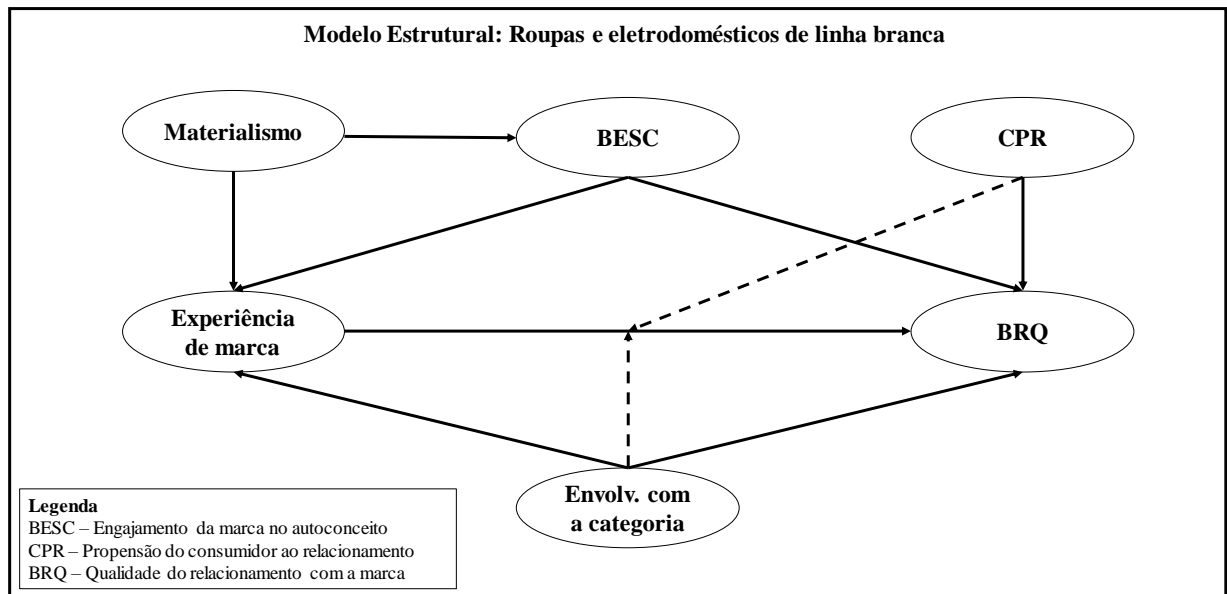 Modelo Estrutural: Roupas e eletrodomésticos de linha branca
Materialismo
BESC
CPR
Experiência
de marca
BRQ
Envolv. com
a categoria
Legenda
BESC – Engajamento da marca no autoconceito
CPR – Propensão do consumidor ao relacionamento
BRQ – Qualidade do relacionamento com a marca